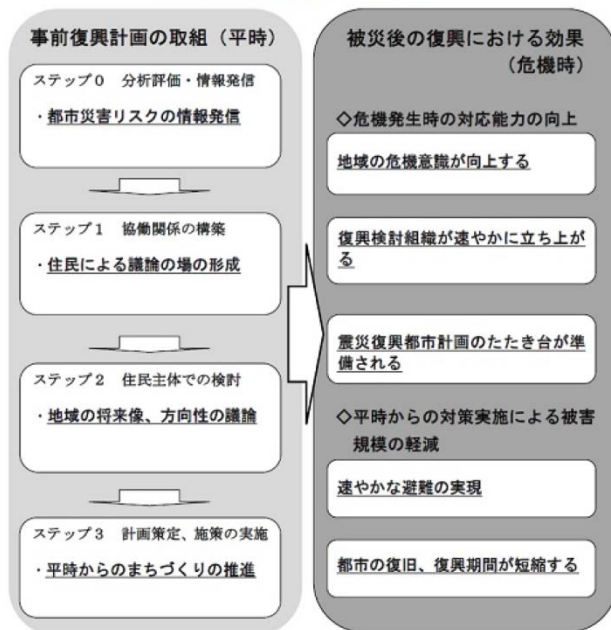 事前復興計画の取組（平時）
ステップ０　分析評価・情報発信
・都市災害リスクの情報発信
ステップ１　協働関係の構築
・住民による議論の場の形成
ステップ２　住民主体での検討
・地域の将来像、方向性の議論
ステップ３　計画策定、施策の実施
・平時からのまちづくりの推進
被災後の復興における効果
（危機時）
◇危機発生時の対応能力の向上
地域の危機意識が向上する
復興検討組織が速やかに立ち上が
る
震災復興都市計画のたたき台が準
備される
◇平時からの対策実施による被害
規模の軽減
速やかな避難の実現
都市の復旧、復興期間が短縮する